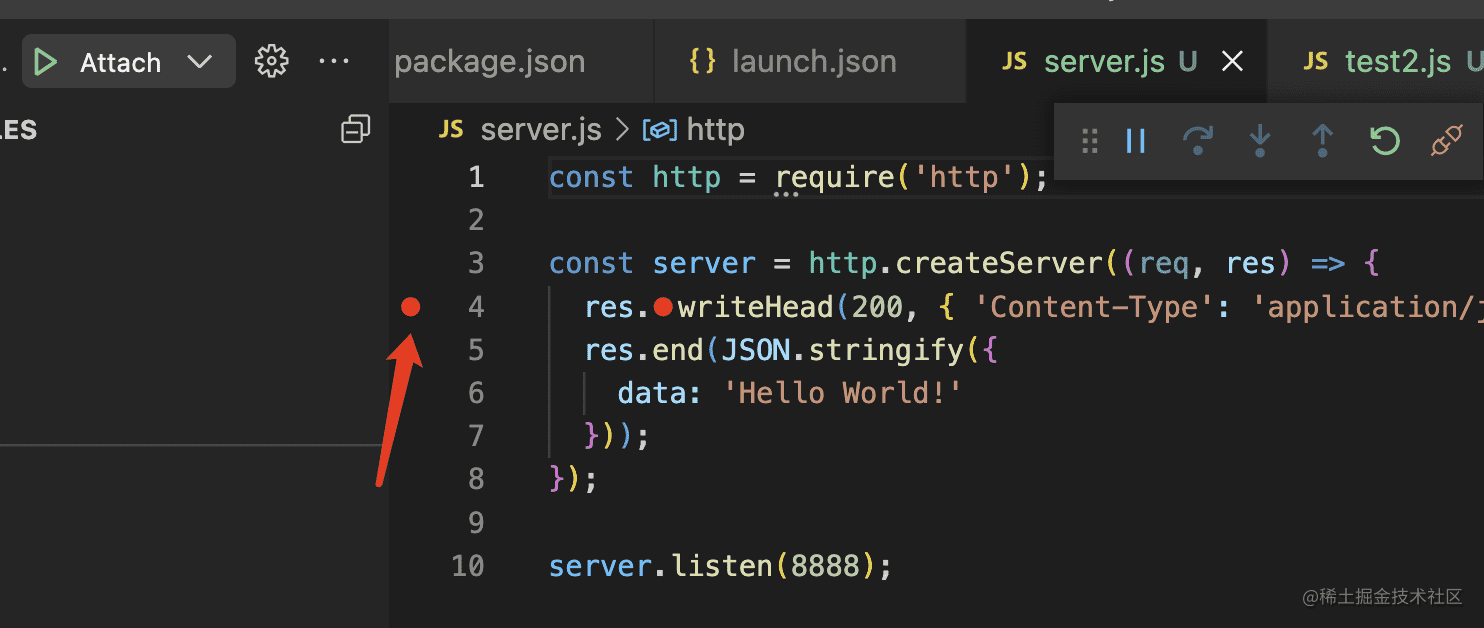 Attach
package.json
{} launch.json
JS server.js U
JS test2.js U
LES
JS server.js > http
1 const http = require('http');
2
3 const server = http.createServer((req, res) => {
4 res.writeHead(200, { 'Content-Type': 'application/j
5 res.end(JSON.stringify({
6 data: 'Hello World!'
7 }));
8 });
9
10 server.listen(8888);
@稀土掘金技术社区